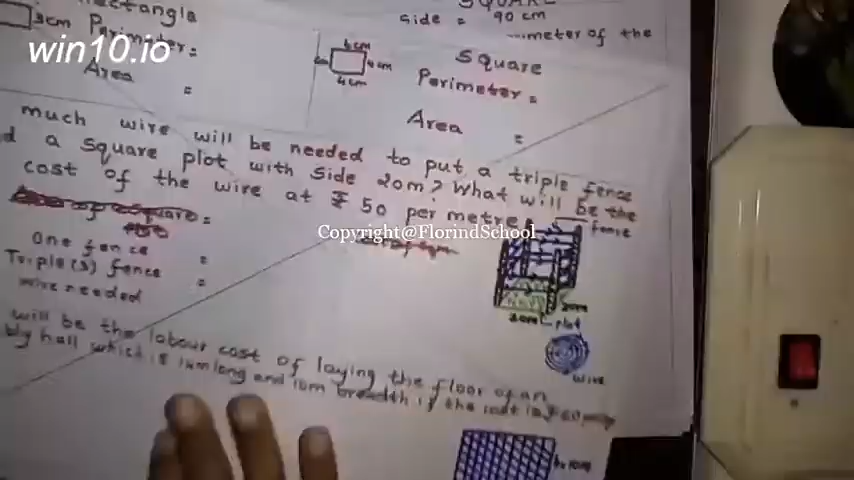 rectangle
SQUARE
side = 90 cm
3cm
Perimeter =
Area =
win10.io
6cm
4cm
4cm
Square
Perimeter =
Area =
much wire will be needed to put a triple fence
a square plot with side 20m? What will be the
cost of the wire at ₹ 50 per metre
fence
Copyright@FlorindSchool
One fence =
Triple(3) fence =
wire needed
20m
20m
plot
wire
will be the labour cost of laying the floor of an
hall which is long and 10m breadth if the cost is ₹ 60